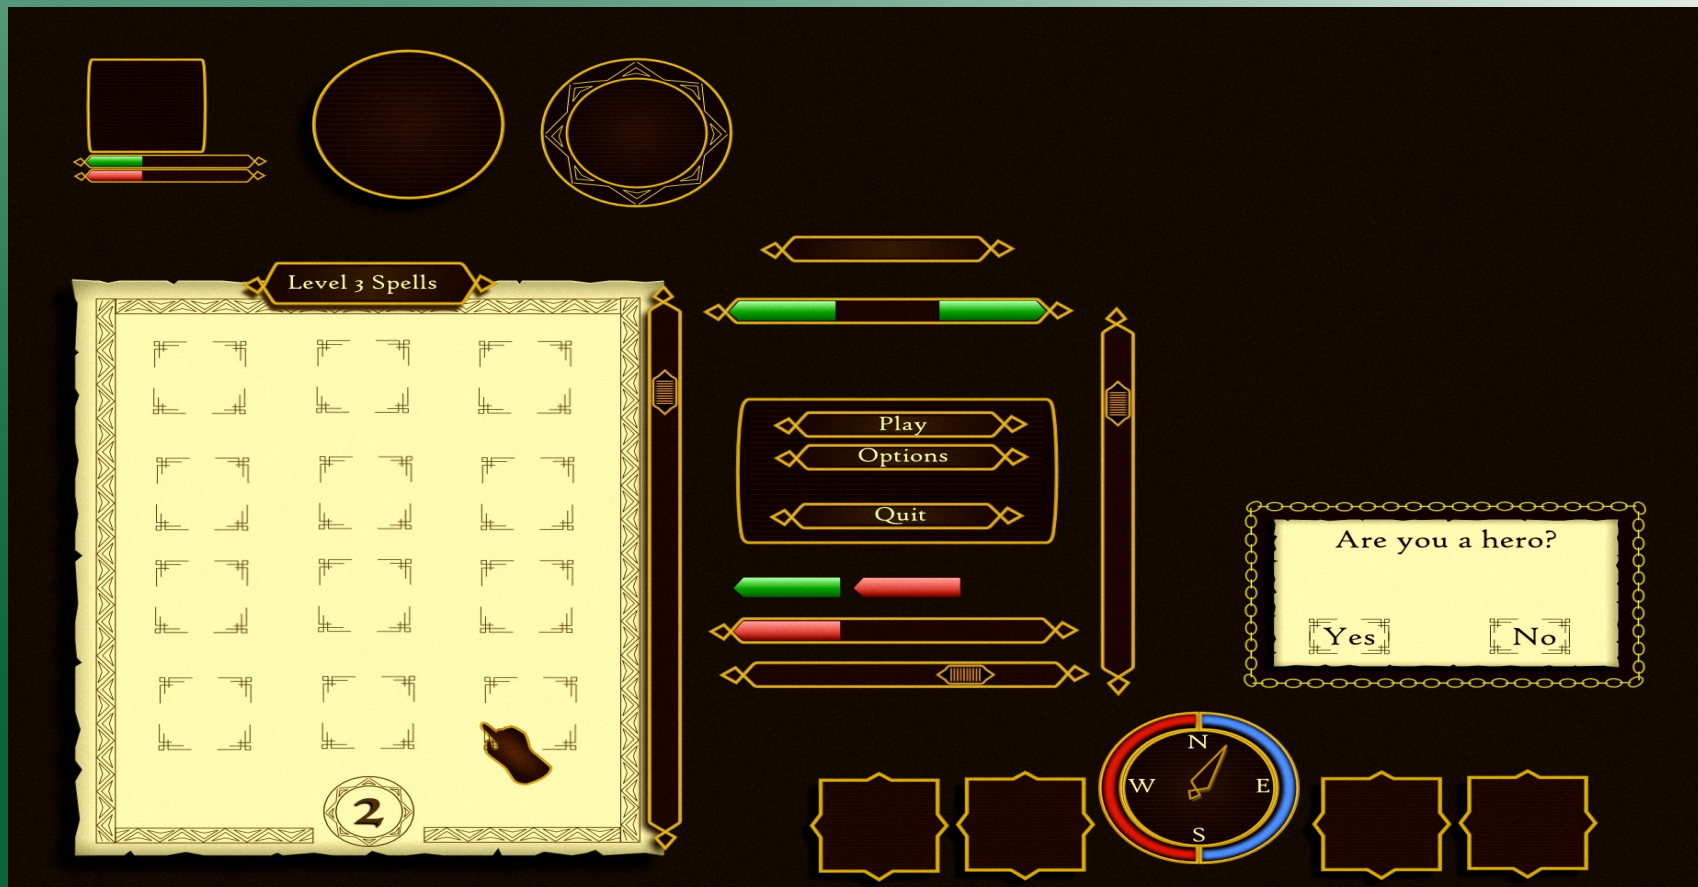 Level 3 Spells
2
Play
Options
Quit
Are you a hero?
Yes
No
N
W
E
S